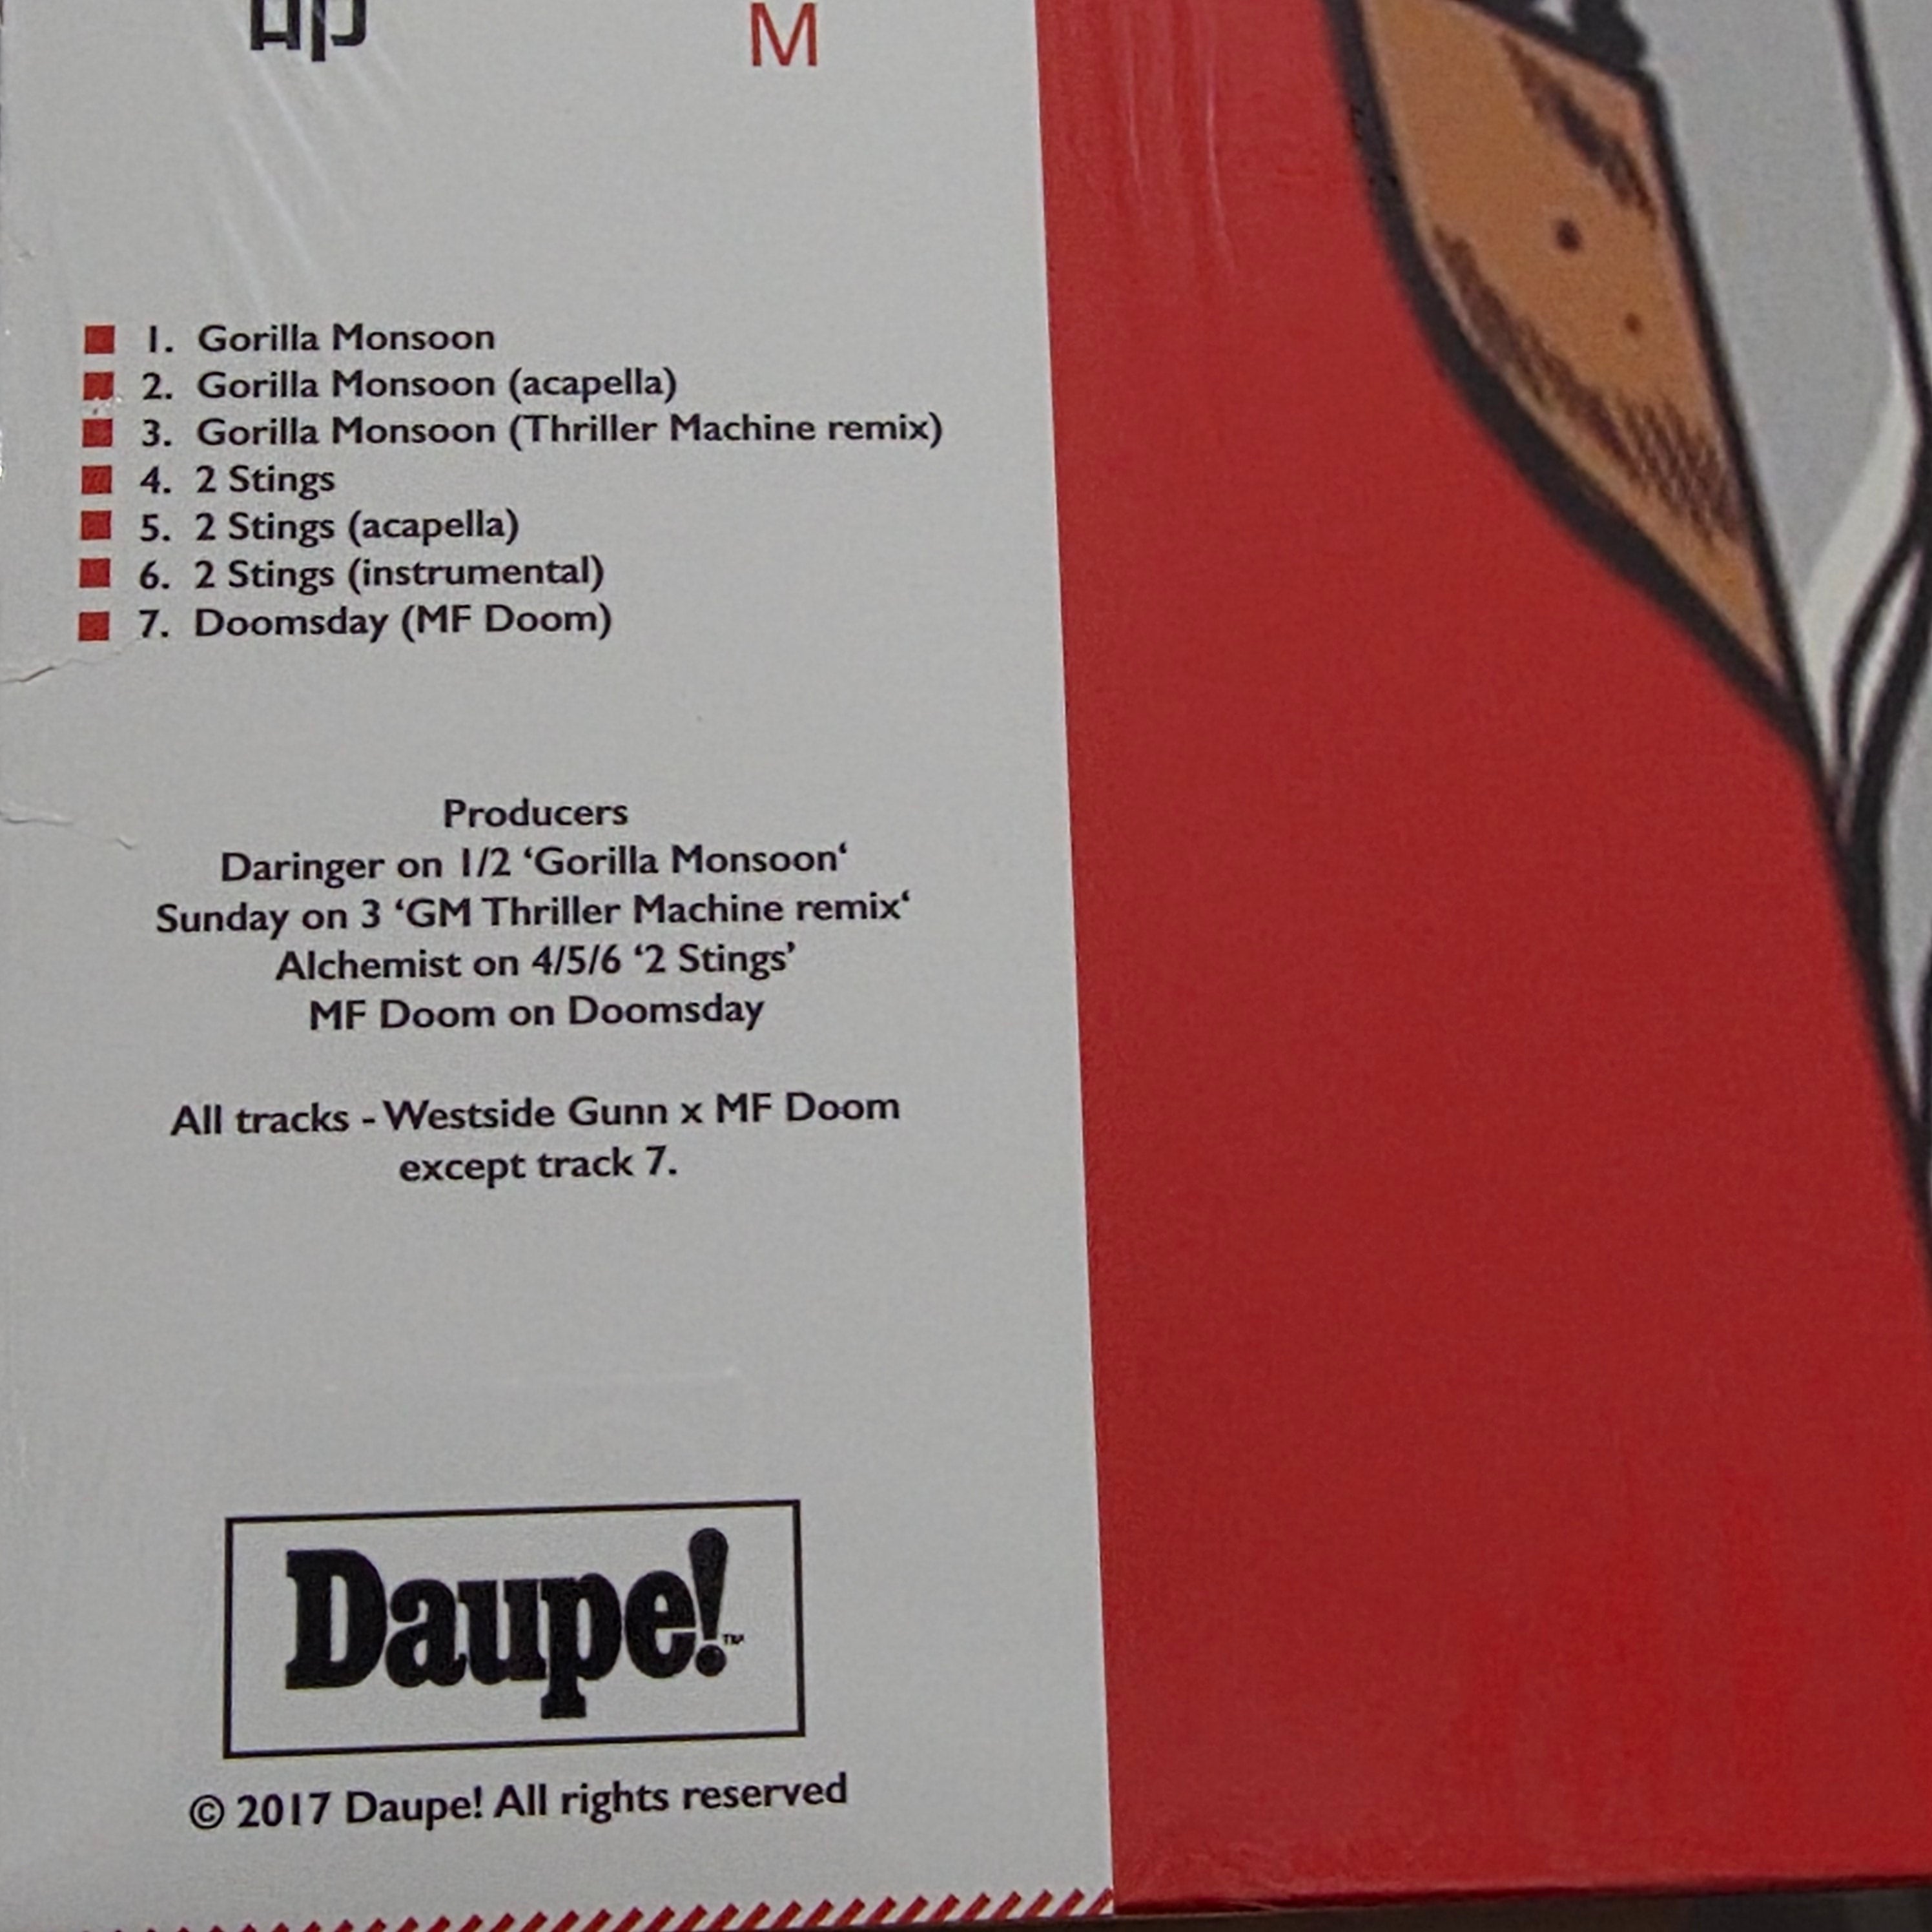 M
1. Gorilla Monsoon
2. Gorilla Monsoon (acapella)
3. Gorilla Monsoon (Thriller Machine remix)
4. 2 Stings
5. 2 Stings (acapella)
6. 2 Stings (instrumental)
7. Doomsday (MF Doom)
Producers
Daringer on 1/2 ‘Gorilla Monsoon‘
Sunday on 3 ‘GM Thriller Machine remix‘
Alchemist on 4/5/6 ‘2 Stings’
MF Doom on Doomsday
All tracks - Westside Gunn x MF Doom
except track 7.
Daupe!™
© 2017 Daupe! All rights reserved